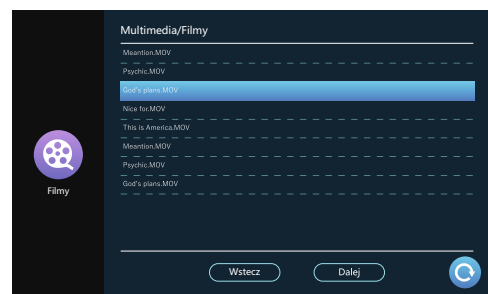 Multimedia/Filmy
Meantion.MOV
Psychic.MOV
God's plans.MOV
Nice for.MOV
This is America.MOV
Meantion.MOV
Psychic.MOV
God's plans.MOV
Filmy
Wstecz
Dalej